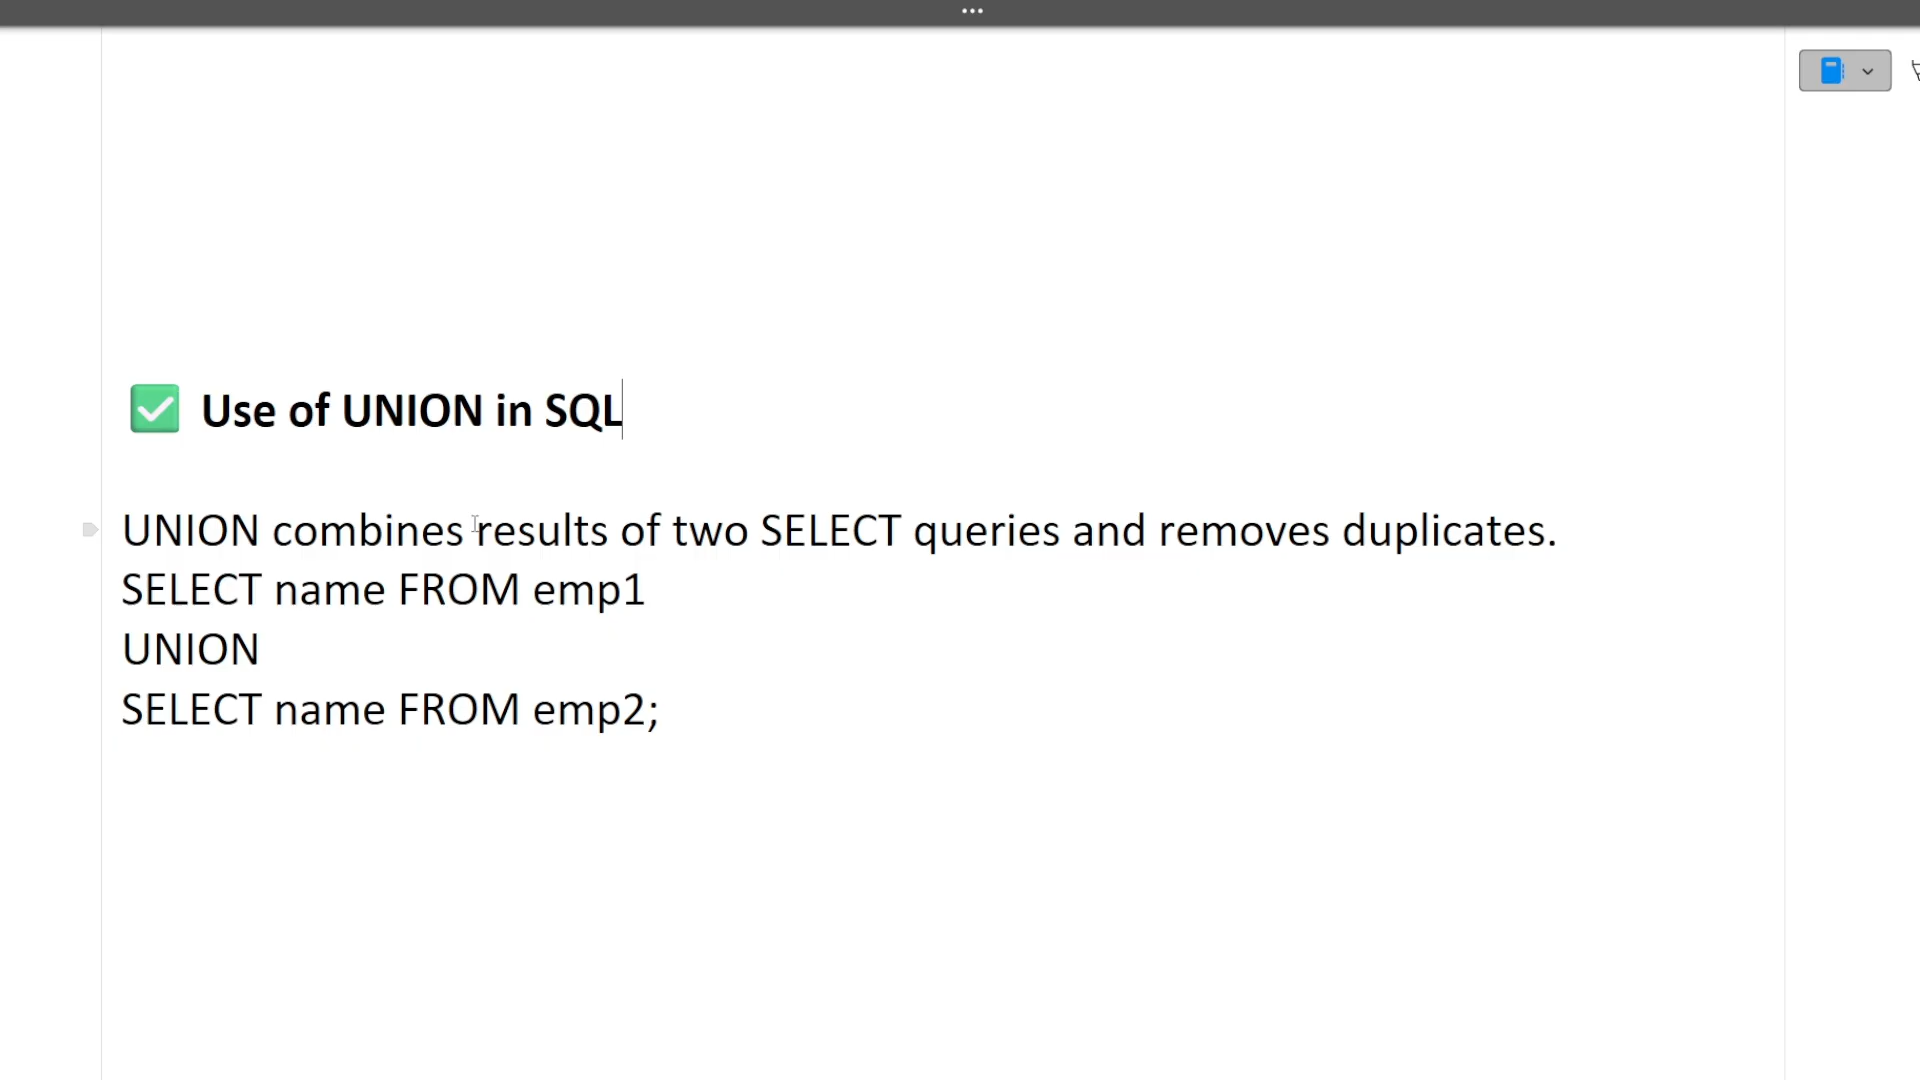 ✅ Use of UNION in SQL
UNION combines results of two SELECT queries and removes duplicates.
SELECT name FROM emp1
UNION
SELECT name FROM emp2;